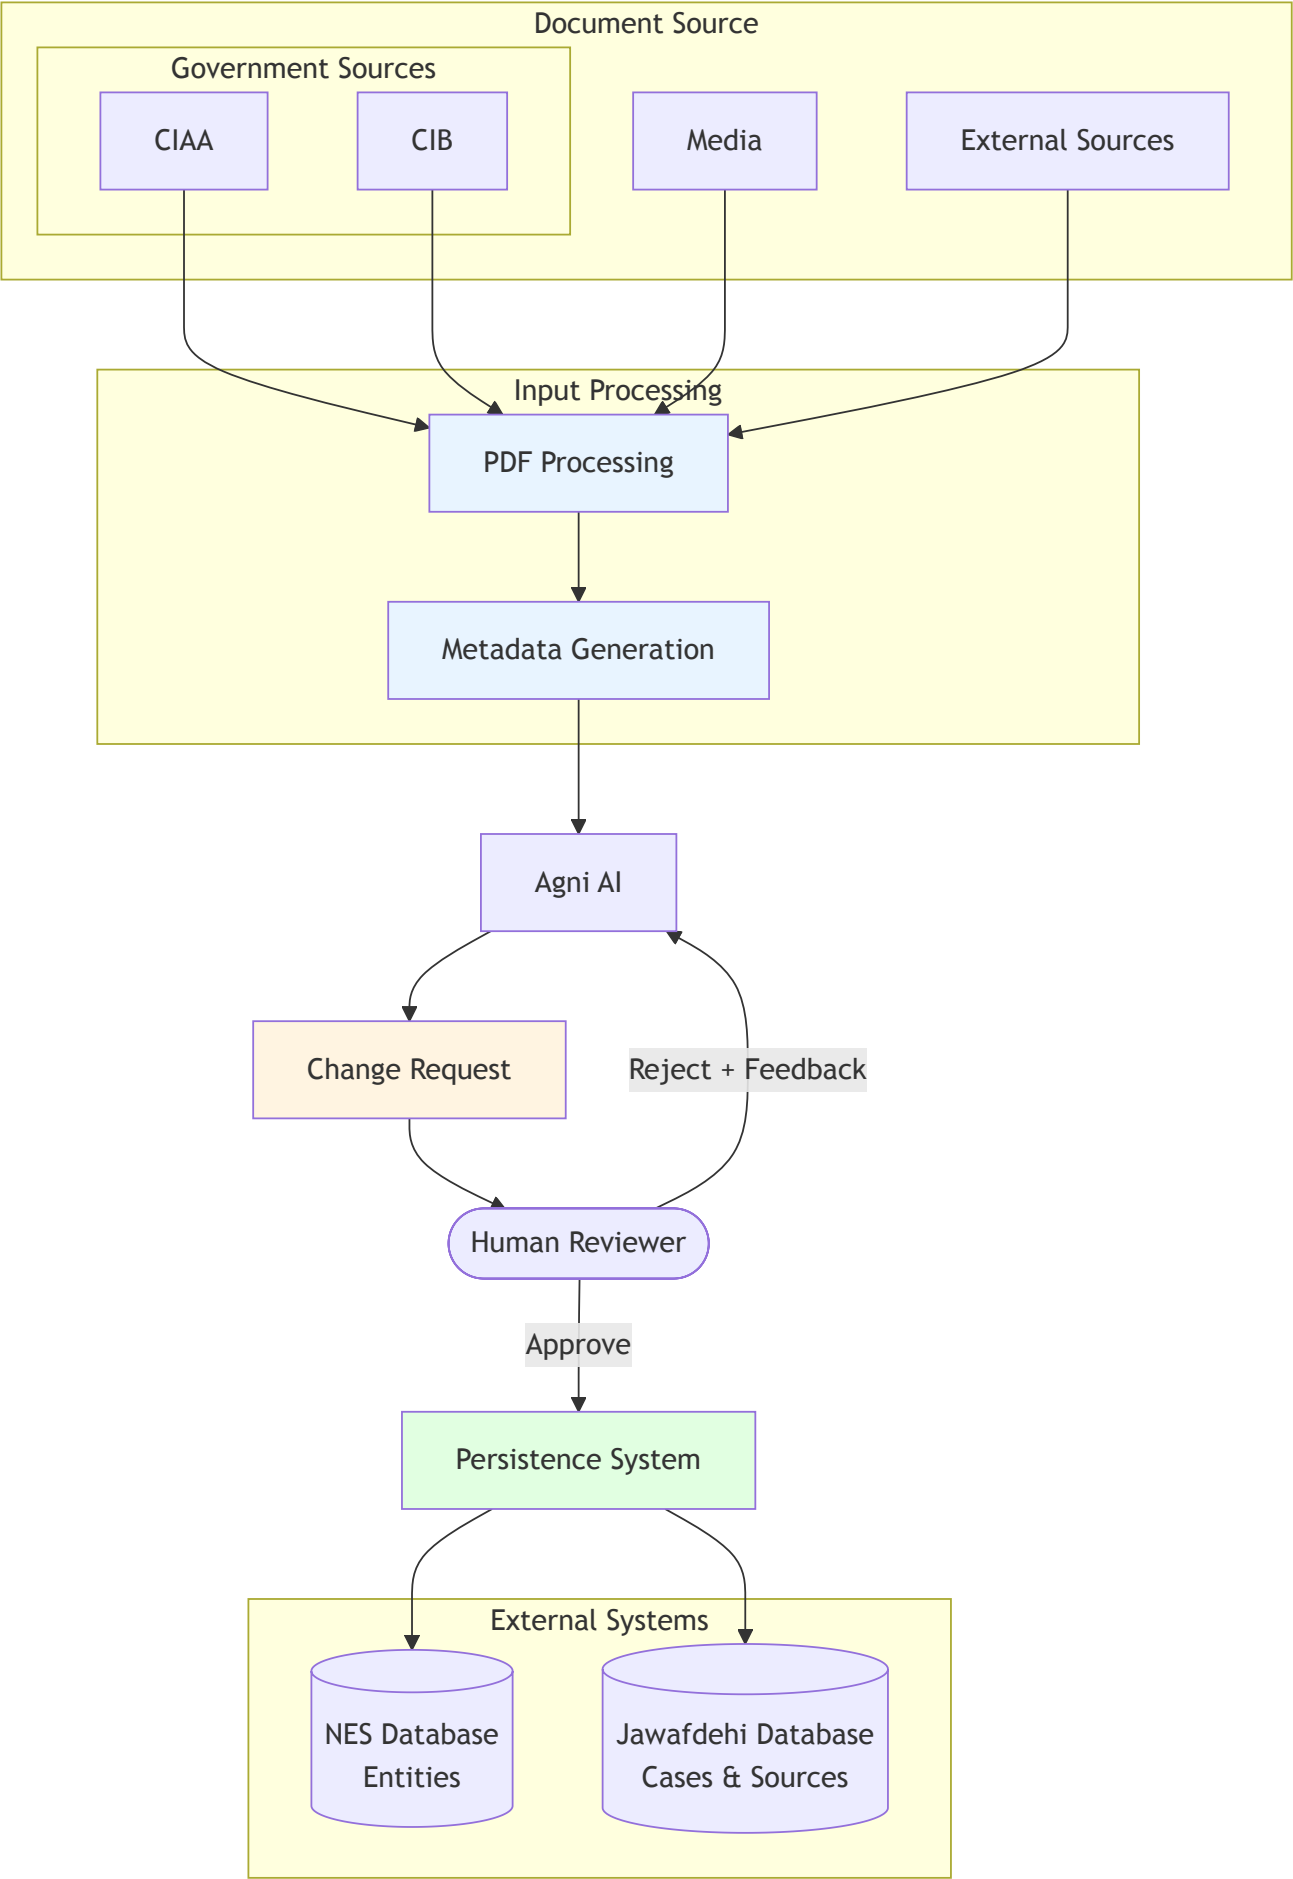 Document Source
Government Sources
CIAA
CIB
Media
External Sources
Input Processing
PDF Processing
Metadata Generation
Agni AI
Change Request
Reject + Feedback
Human Reviewer
Approve
Persistence System
External Systems
NES Database
Entities
Jawafdehi Database
Cases & Sources